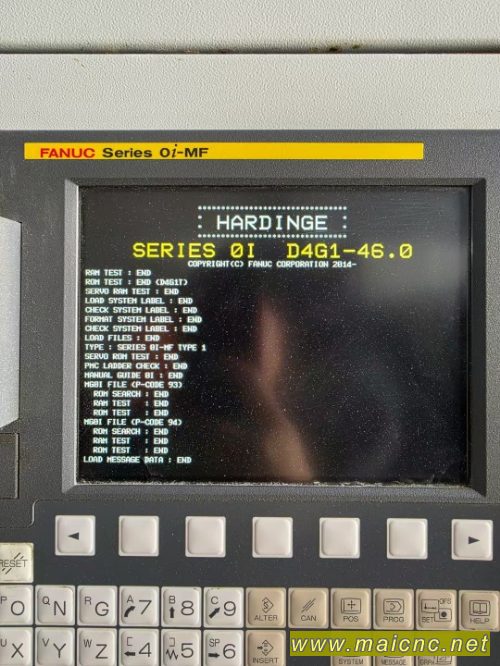 FANUC Series 0i-MF
HARDINGE
SERIES 0I D4G1-46.0
COPYRIGHT(C) FANUC CORPORATION 2014-
RAM TEST : END
ROM TEST : END (D4G1T)
SERVO RAM TEST : END
LOAD SYSTEM LABEL : END
CHECK SYSTEM LABEL : END
FORMAT SYSTEM LABEL : END
CHECK SYSTEM LABEL : END
LOAD FILES : END
TYPE : SERIES 0I-MF TYPE 1
SERVO ROM TEST : END
PMC LADDER CHECK : END
MANUAL GUIDE 0I : END
MG0I FILE (P-CODE 93)
ROM SEARCH : END
RAM TEST : END
ROM TEST : END
MG0I FILE (P-CODE 94)
ROM SEARCH : END
RAM TEST : END
ROM TEST : END
LOAD MESSAGE DATA : END
RESET
P O Q N R G A 7 B 8 C 9 ALTER CAN POS PROG OFS SET HELP
U X V Y W Z 4 5 SP 6 INSERT
SYSTEM MESSAGE
www.maicnc.net